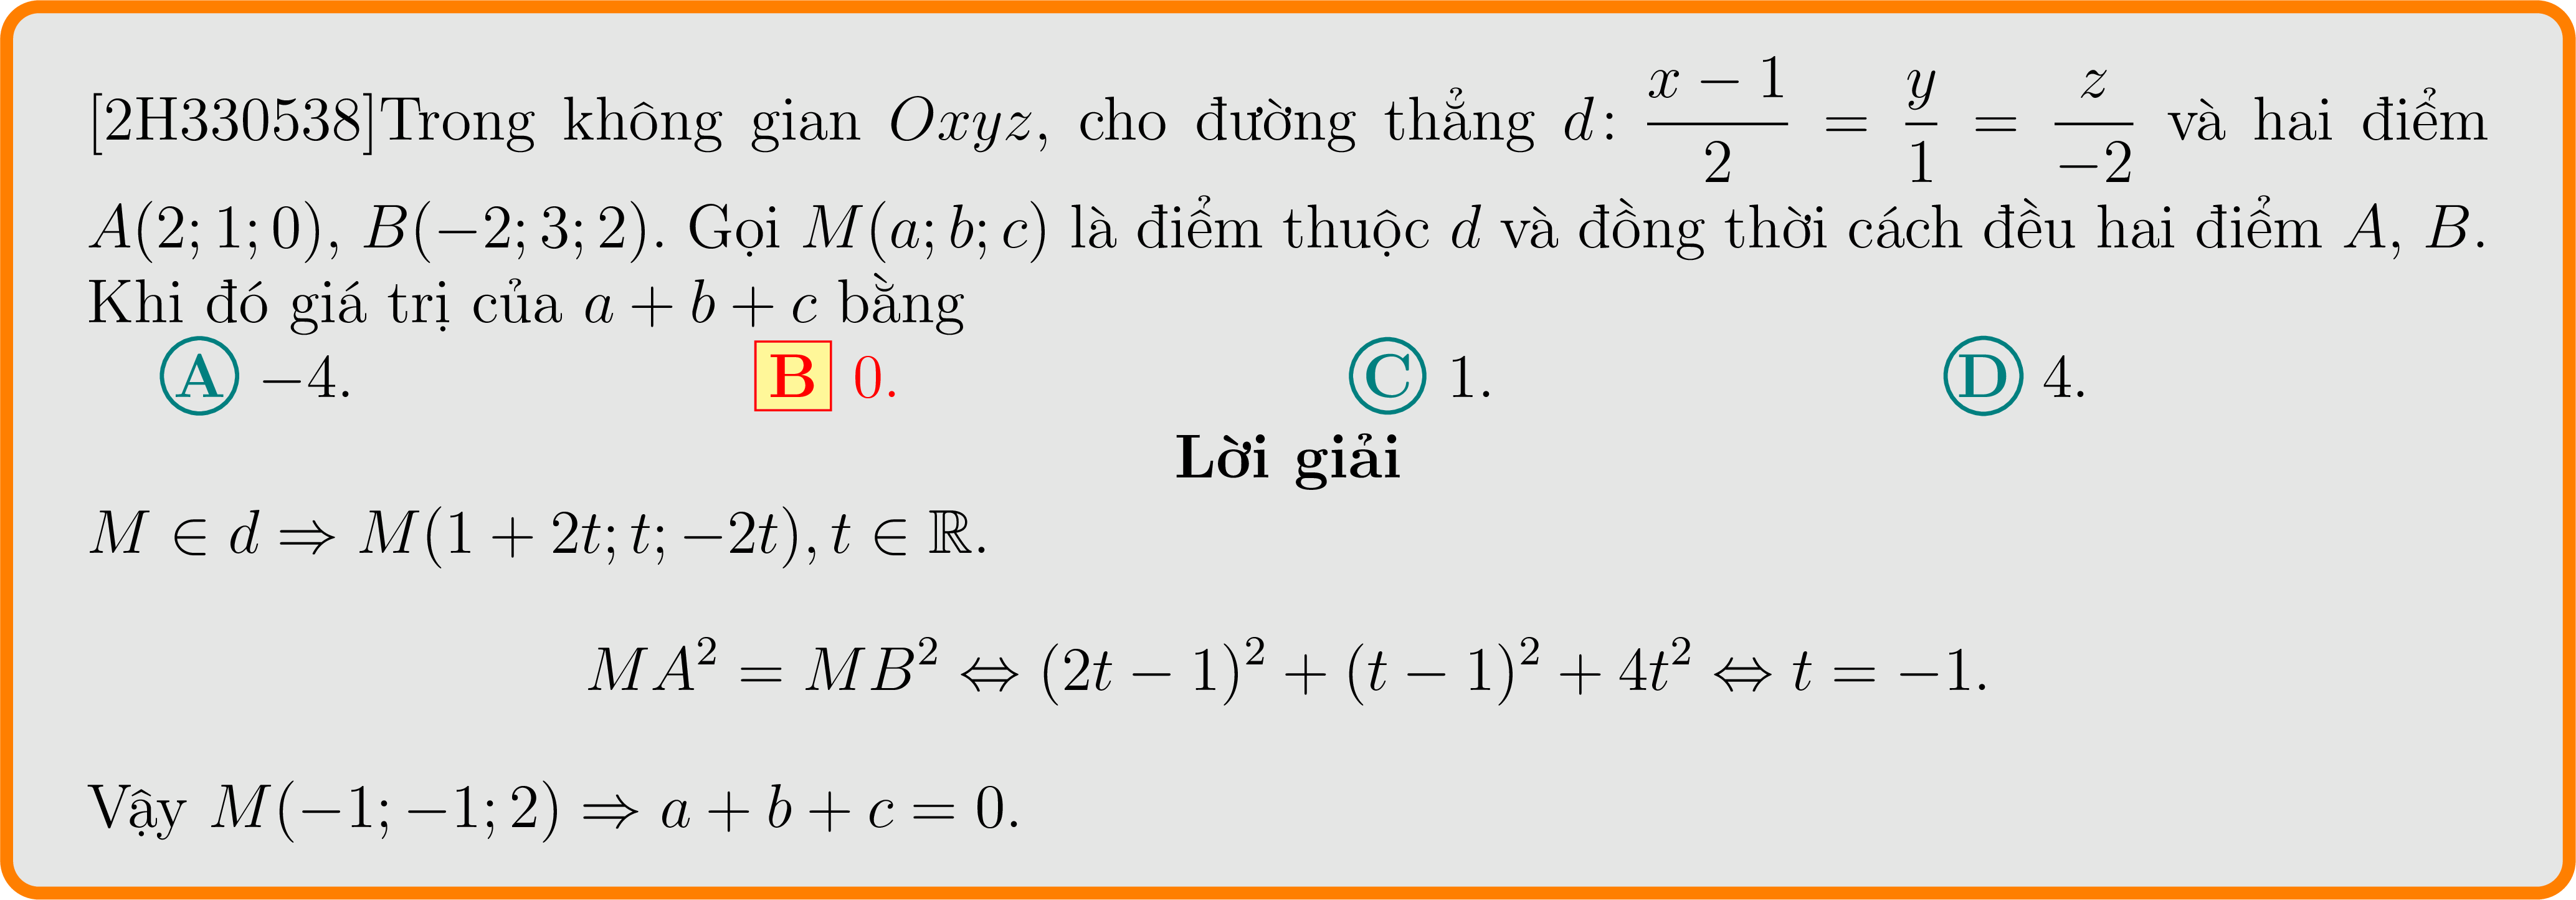 [2H330538]Trong không gian $Oxyz$, cho đường thẳng $d\colon \dfrac{x-1}{2} = \dfrac{y}{1} = \dfrac{z}{-2}$ và hai điểm
$A(2;1;0)$, $B(-2;3;2)$. Gọi $M(a;b;c)$ là điểm thuộc $d$ và đồng thời cách đều hai điểm $A$, $B$.
Khi đó giá trị của $a+b+c$ bằng
A −4. B 0. C 1. D 4.
Lời giải
$M \in d \Rightarrow M(1+2t;t;-2t), t \in \mathbb{R}$.
$MA^2 = MB^2 \Leftrightarrow (2t-1)^2 + (t-1)^2 + 4t^2 \Leftrightarrow t = -1.$
Vậy $M(-1;-1;2) \Rightarrow a+b+c = 0$.